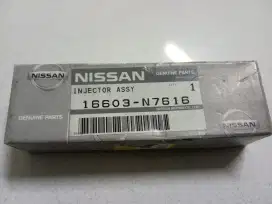 NISSAN
GENUINE PARTS
NISSAN
INJECTOR ASSY 1
16603-N7616
NISSAN
GENUINE PARTS